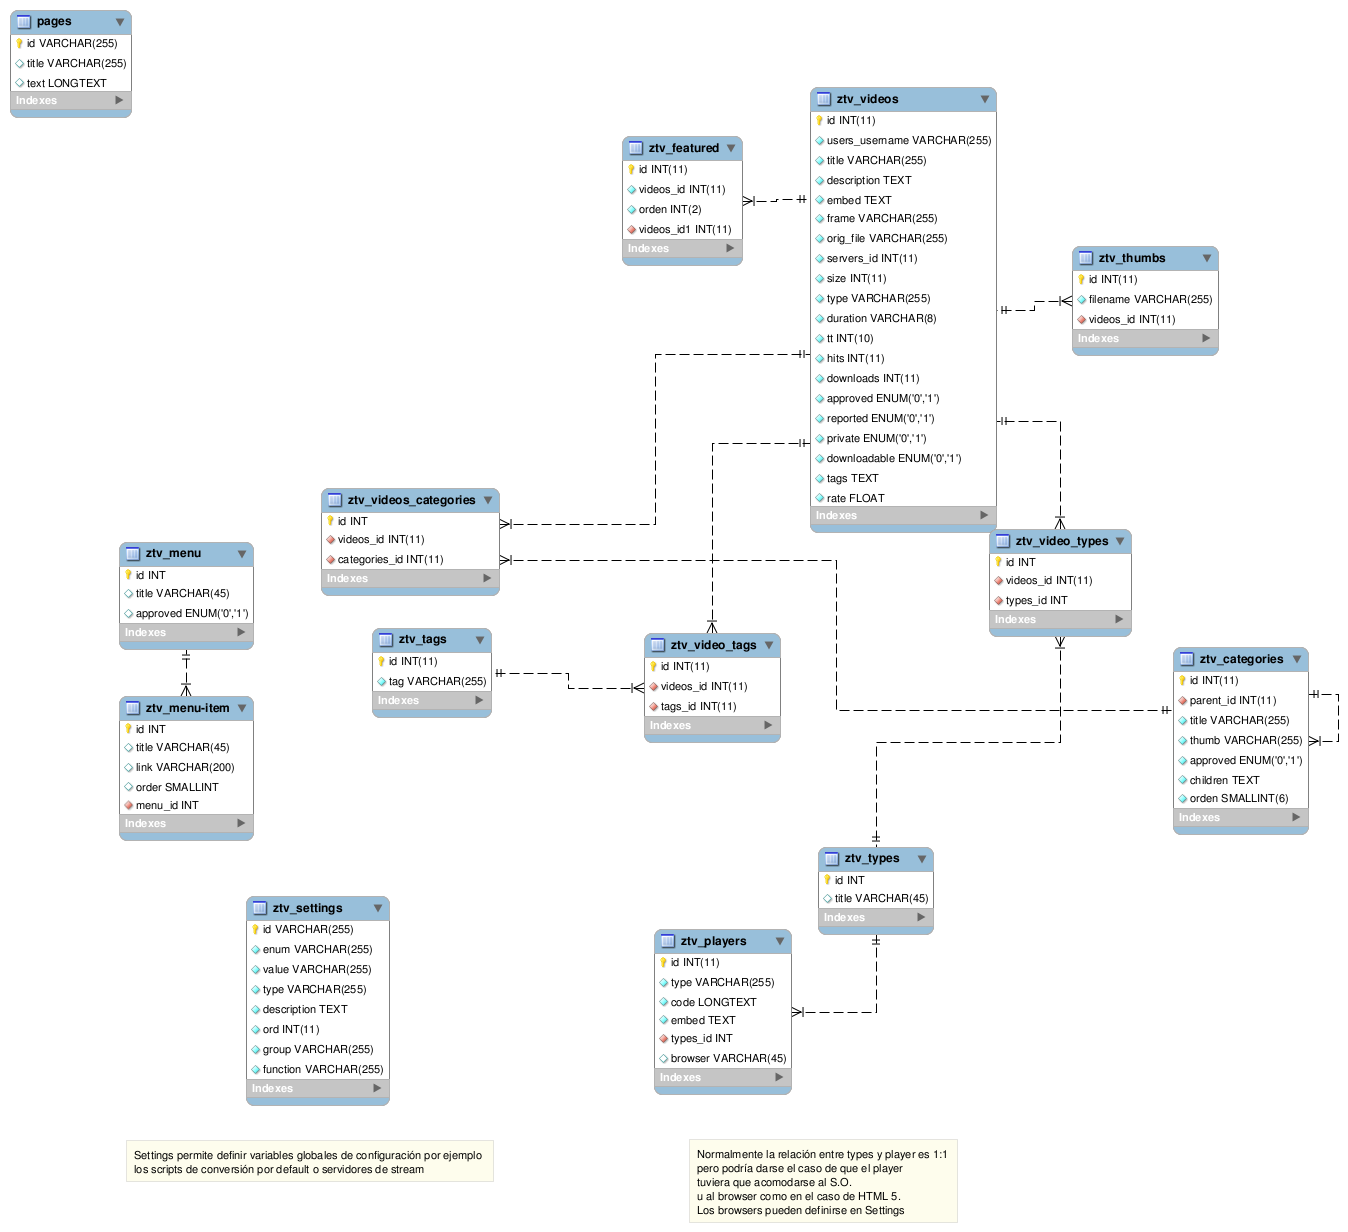 pages
id VARCHAR(255)
title VARCHAR(255)
text LONGTEXT
Indexes
ztv_videos
id INT(11)
users_username VARCHAR(255)
title VARCHAR(255)
description TEXT
embed TEXT
frame VARCHAR(255)
orig_file VARCHAR(255)
servers_id INT(11)
size INT(11)
type VARCHAR(255)
duration VARCHAR(8)
tt INT(10)
hits INT(11)
downloads INT(11)
approved ENUM('0','1')
reported ENUM('0','1')
private ENUM('0','1')
downloadable ENUM('0','1')
tags TEXT
rate FLOAT
Indexes
ztv_featured
id INT(11)
videos_id INT(11)
orden INT(2)
videos_id1 INT(11)
Indexes
ztv_thumbs
id INT(11)
filename VARCHAR(255)
videos_id INT(11)
Indexes
ztv_videos_categories
id INT
videos_id INT(11)
categories_id INT(11)
Indexes
ztv_video_types
id INT
videos_id INT(11)
types_id INT
Indexes
ztv_menu
id INT
title VARCHAR(45)
approved ENUM('0','1')
Indexes
ztv_tags
id INT(11)
tag VARCHAR(255)
Indexes
ztv_video_tags
id INT(11)
videos_id INT(11)
tags_id INT(11)
Indexes
ztv_categories
id INT(11)
parent_id INT(11)
title VARCHAR(255)
thumb VARCHAR(255)
approved ENUM('0','1')
children TEXT
orden SMALLINT(6)
Indexes
ztv_menu-item
id INT
title VARCHAR(45)
link VARCHAR(200)
order SMALLINT
menu_id INT
Indexes
ztv_types
id INT
title VARCHAR(45)
Indexes
ztv_settings
id VARCHAR(255)
enum VARCHAR(255)
value VARCHAR(255)
type VARCHAR(255)
description TEXT
ord INT(11)
group VARCHAR(255)
function VARCHAR(255)
Indexes
ztv_players
id INT(11)
type VARCHAR(255)
code LONGTEXT
embed TEXT
types_id INT
browser VARCHAR(45)
Indexes
Settings permite definir variables globales de configuración por ejemplo
los scripts de conversión por default o servidores de stream
Normalmente la relación entre types y player es 1:1
pero podría darse el caso de que el player
tuviera que acomodarse al S.O.
u al browser como en el caso de HTML 5.
Los browsers pueden definirse en Settings